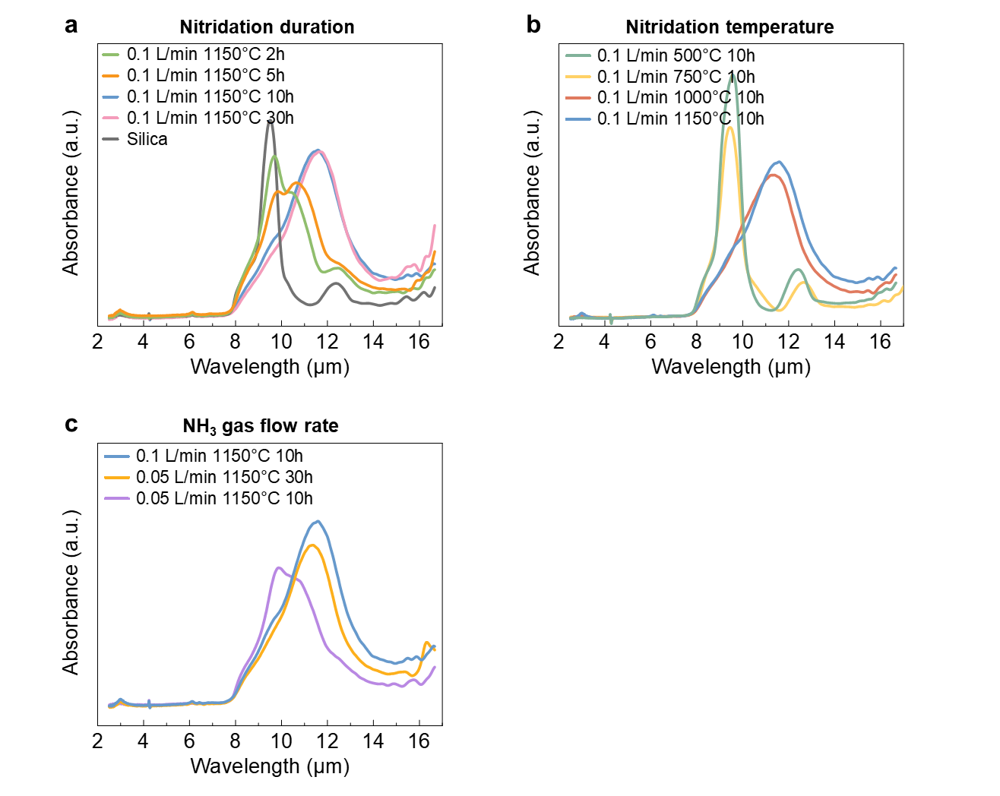 a
Nitridation duration
0.1 L/min 1150°C 2h
0.1 L/min 1150°C 5h
0.1 L/min 1150°C 10h
0.1 L/min 1150°C 30h
Silica
Absorbance (a.u.)
2 4 6 8 10 12 14 16
Wavelength (μm)
b
Nitridation temperature
0.1 L/min 500°C 10h
0.1 L/min 750°C 10h
0.1 L/min 1000°C 10h
0.1 L/min 1150°C 10h
Absorbance (a.u.)
2 4 6 8 10 12 14 16
Wavelength (μm)
c
NH₃ gas flow rate
0.1 L/min 1150°C 10h
0.05 L/min 1150°C 30h
0.05 L/min 1150°C 10h
Absorbance (a.u.)
2 4 6 8 10 12 14 16
Wavelength (μm)